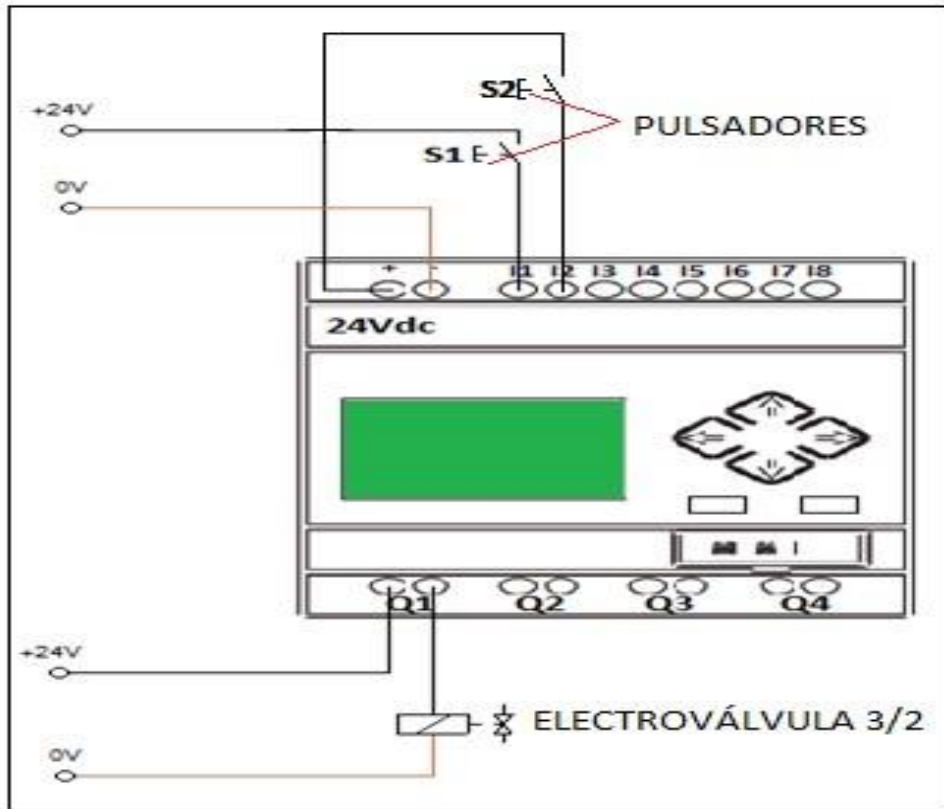 S2
+24V
PULSADORES
S1
0V
+ -
I1 I2 I3 I4 I5 I6 I7 I8
24Vdc
Q1 Q2 Q3 Q4
+24V
ELECTROVÁLVULA 3/2
0V